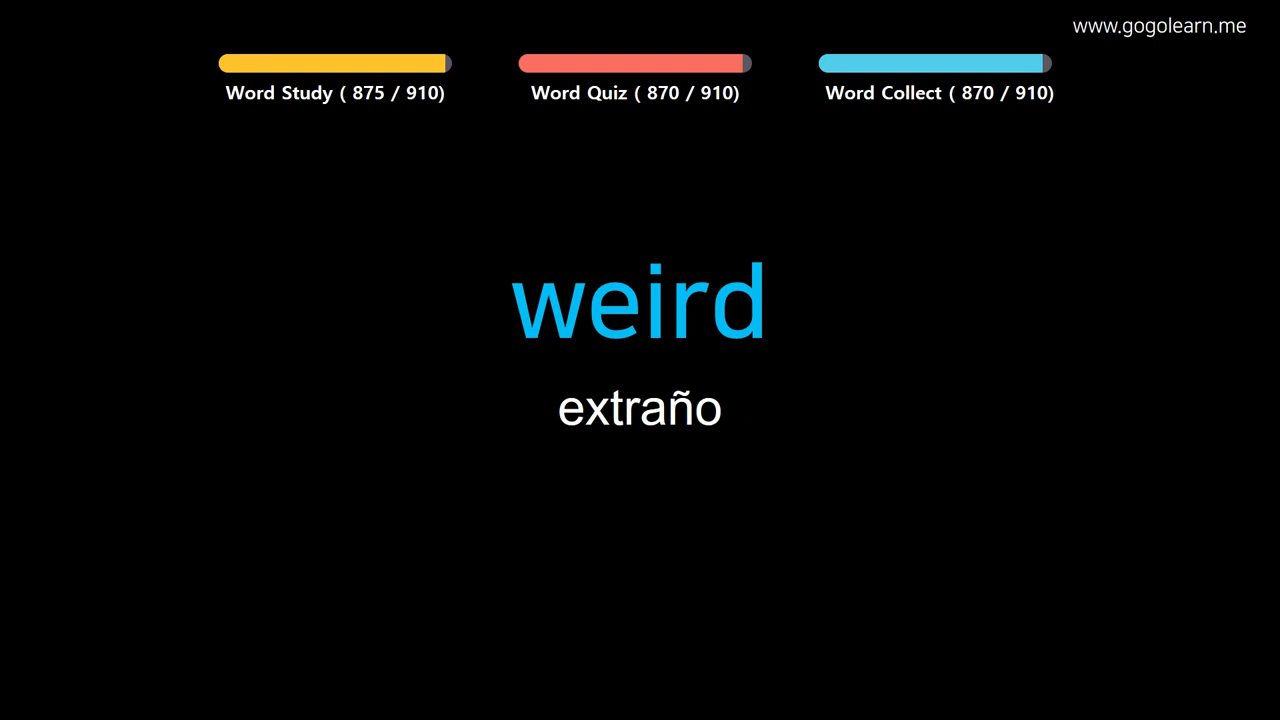 www.gogolearn.me
Word Study ( 875 / 910)
Word Quiz ( 870 / 910)
Word Collect ( 870 / 910)
weird
extraño